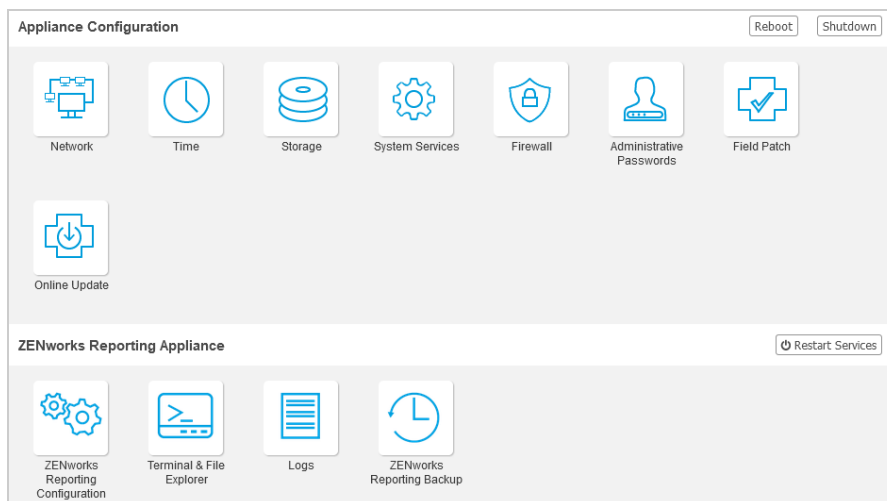 Appliance Configuration
Reboot
Shutdown
Network
Time
Storage
System Services
Firewall
Administrative
Passwords
Field Patch
Online Update
ZENworks Reporting Appliance
Restart Services
ZENworks
Reporting
Configuration
Terminal & File
Explorer
Logs
ZENworks
Reporting Backup